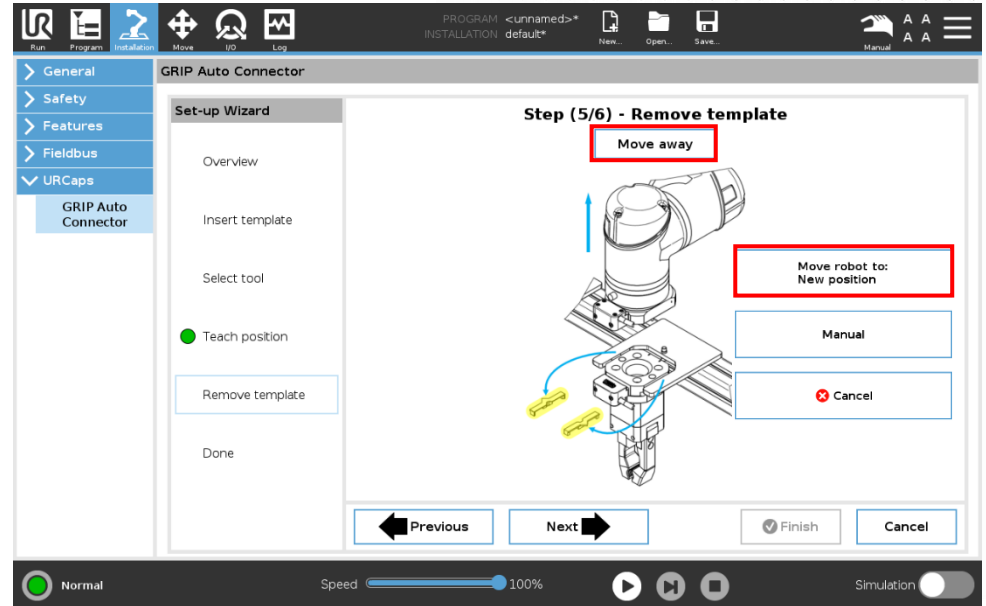 PROGRAM <unnamed>*
INSTALLATION default*
Run
Program
Installation
Move
I/O
Log
New...
Open...
Save...
Manual
A A
A A
General
Safety
Features
Fieldbus
URCaps
GRIP Auto
Connector
GRIP Auto Connector
Set-up Wizard
Overview
Insert template
Select tool
Teach position
Remove template
Done
Step (5/6) - Remove template
Move away
Move robot to:
New position
Manual
Cancel
Previous
Next
Finish
Cancel
Normal
Speed
100%
Simulation